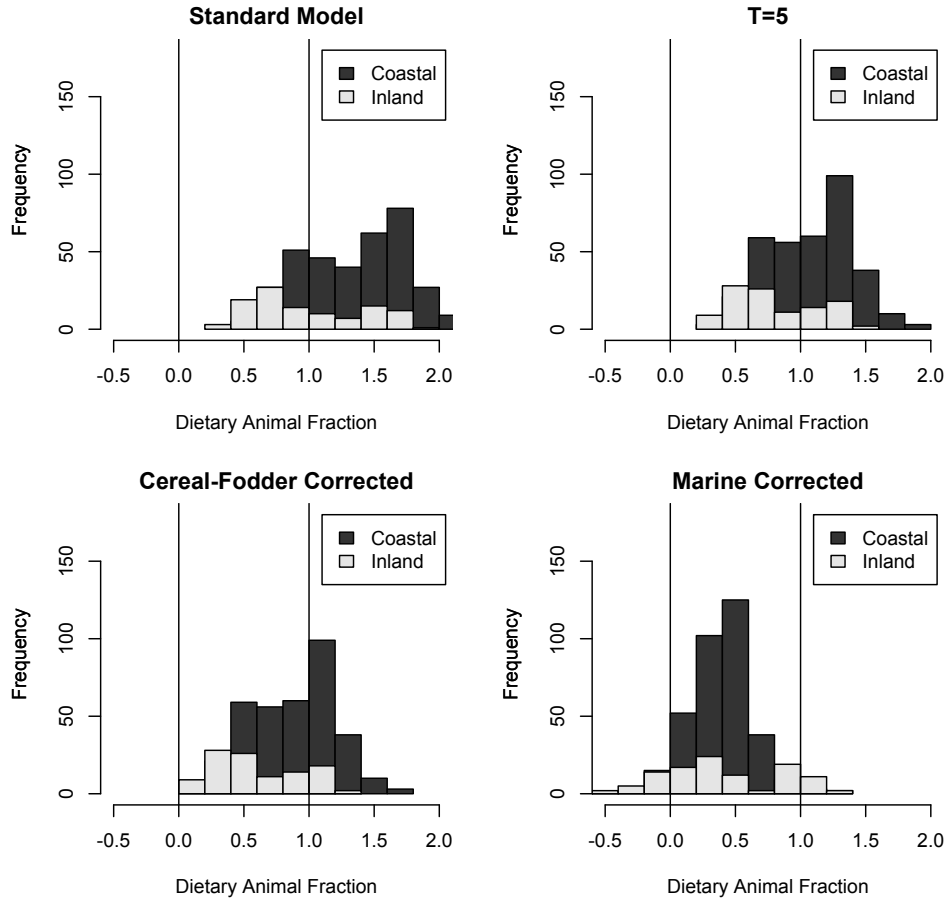 Standard Model
Frequency
150
100
50
0
Coastal
Inland
-0.5 0.0 0.5 1.0 1.5 2.0
Dietary Animal Fraction
T=5
Frequency
150
100
50
0
Coastal
Inland
-0.5 0.0 0.5 1.0 1.5 2.0
Dietary Animal Fraction
Cereal-Fodder Corrected
Frequency
150
100
50
0
Coastal
Inland
-0.5 0.0 0.5 1.0 1.5 2.0
Dietary Animal Fraction
Marine Corrected
Frequency
150
100
50
0
Coastal
Inland
-0.5 0.0 0.5 1.0 1.5 2.0
Dietary Animal Fraction